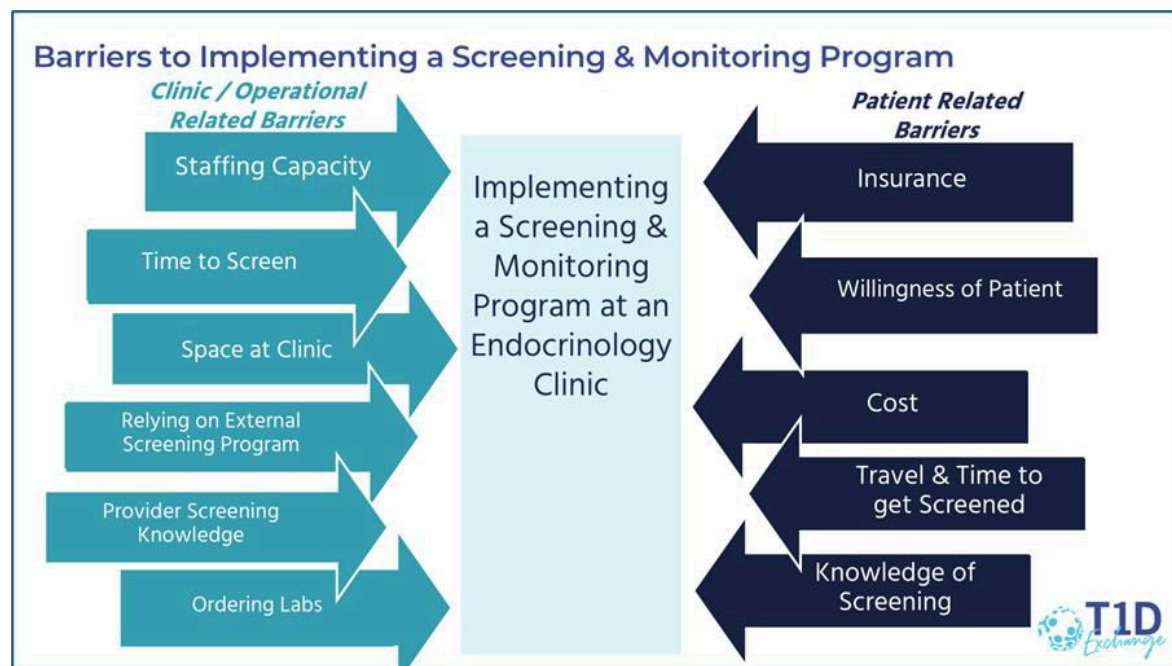 Barriers to Implementing a Screening & Monitoring Program
Clinic / Operational
Related Barriers
Staffing Capacity
Time to Screen
Space at Clinic
Relying on External
Screening Program
Provider Screening
Knowledge
Ordering Labs
Implementing
a Screening &
Monitoring
Program at an
Endocrinology
Clinic
Patient Related
Barriers
Insurance
Willingness of Patient
Cost
Travel & Time to
get Screened
Knowledge of
Screening
T1D
Exchange